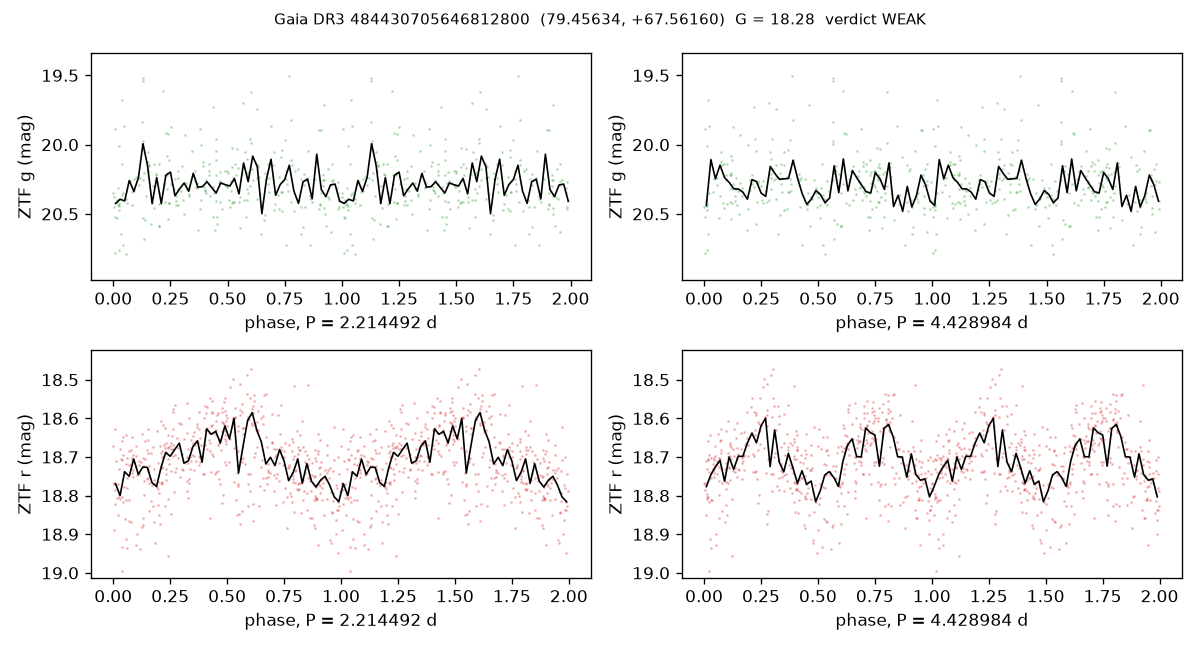 Gaia DR3 484430705646812800 (79.45634, +67.56160) G = 18.28 verdict WEAK
ZTF g (mag)
19.5
20.0
20.5
0.00 0.25 0.50 0.75 1.00 1.25 1.50 1.75 2.00
phase, P = 2.214492 d
ZTF g (mag)
19.5
20.0
20.5
0.00 0.25 0.50 0.75 1.00 1.25 1.50 1.75 2.00
phase, P = 4.428984 d
ZTF r (mag)
18.5
18.6
18.7
18.8
18.9
19.0
0.00 0.25 0.50 0.75 1.00 1.25 1.50 1.75 2.00
phase, P = 2.214492 d
ZTF r (mag)
18.5
18.6
18.7
18.8
18.9
19.0
0.00 0.25 0.50 0.75 1.00 1.25 1.50 1.75 2.00
phase, P = 4.428984 d